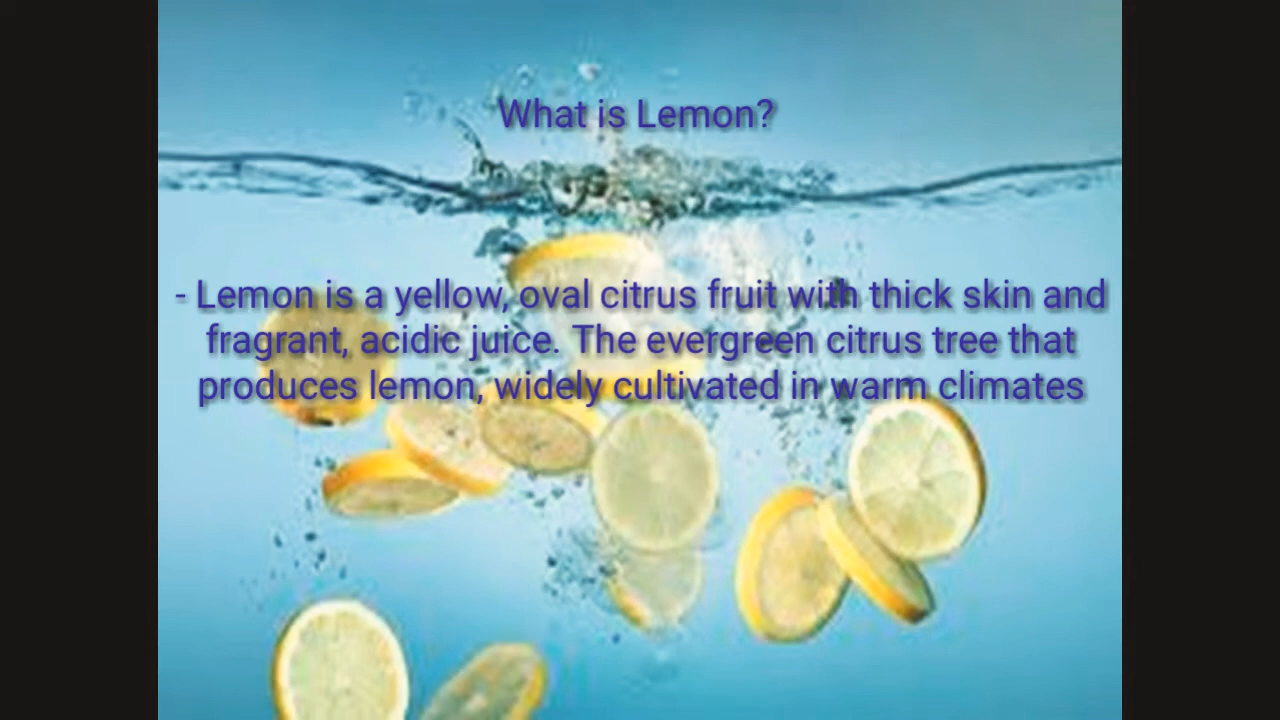 What is Lemon?
- Lemon is a yellow, oval citrus fruit with thick skin and
fragrant, acidic juice. The evergreen citrus tree that
produces lemon, widely cultivated in warm climates